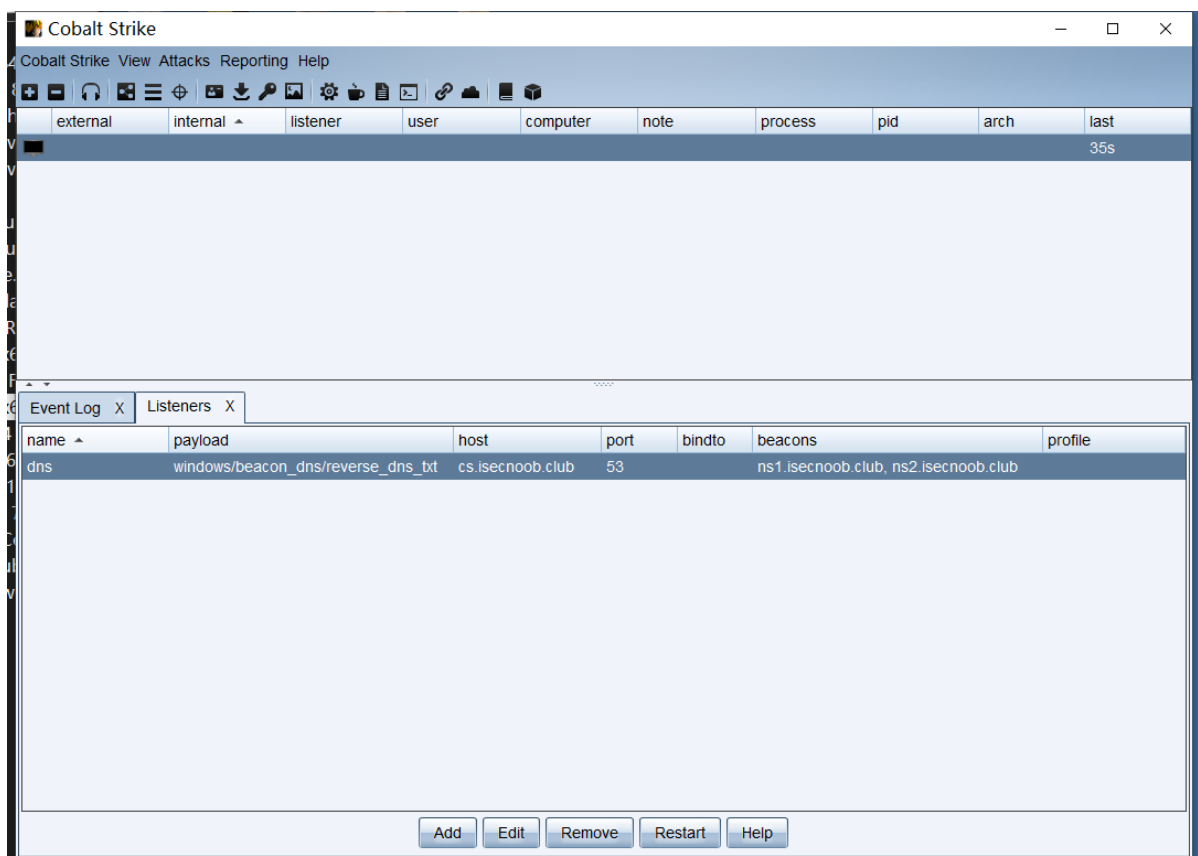 Cobalt Strike
Cobalt Strike View Attacks Reporting Help
external internal listener user computer note process pid arch last
35s
Event Log X Listeners X
name payload host port bindto beacons profile
dns windows/beacon_dns/reverse_dns_txt cs.isecnoob.club 53 ns1.isecnoob.club, ns2.isecnoob.club
Add Edit Remove Restart Help